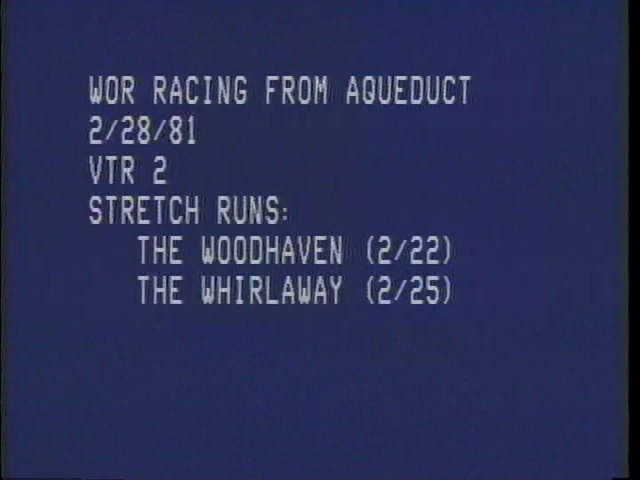 WOR RACING FROM AQUEDUCT
2/28/81
VTR 2
STRETCH RUNS:
THE WOODHAVEN (2/22)
THE WHIRLAWAY (2/25)